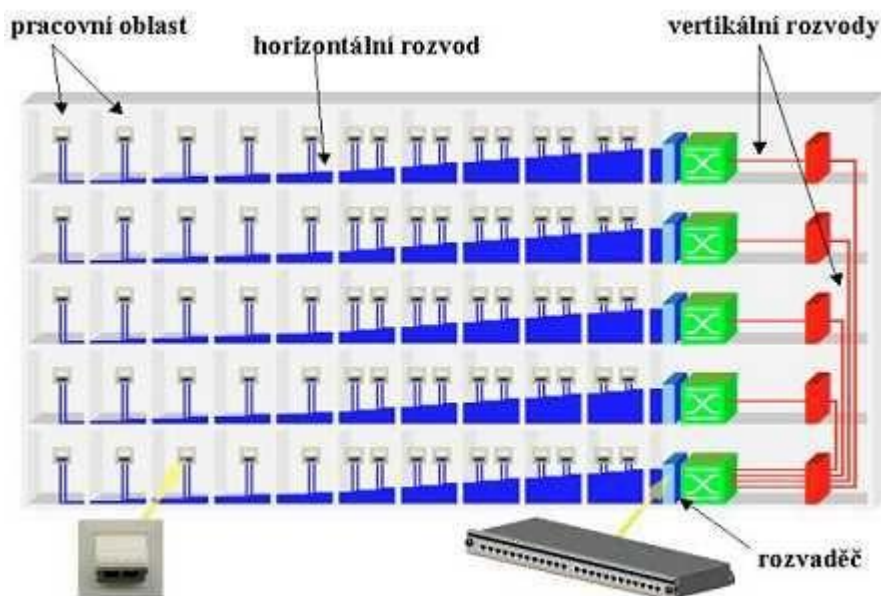 pracovní oblast
horizontální rozvod
vertikální rozvody
rozvaděč